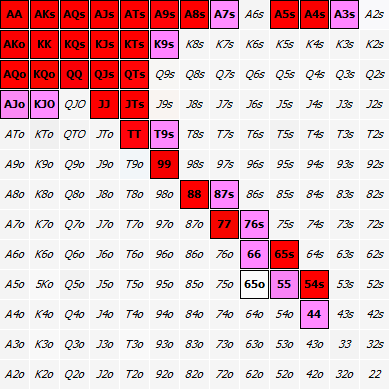 AA AKs AQs AJs ATs A9s A8s A7s A6s A5s A4s A3s A2s
AKo KK KQs KJs KTs K9s K8s K7s K6s K5s K4s K3s K2s
AQo KQo QQ QJs QTs Q9s Q8s Q7s Q6s Q5s Q4s Q3s Q2s
AJo KJO QJO JJ JTs J9s J8s J7s J6s J5s J4s J3s J2s
ATo KTo QTO JTo TT T9s T8s T7s T6s T5s T4s T3s T2s
A9o K9o Q9o J9o T9o 99 98s 97s 96s 95s 94s 93s 92s
A8o K8o Q8o J8o T8o 98o 88 87s 86s 85s 84s 83s 82s
A7o K7o Q7o J7o T7o 97o 87o 77 76s 75s 74s 73s 72s
A6o K6o Q6o J6o T6o 96o 86o 76o 66 65s 64s 63s 62s
A5o 5Ko Q5o J5o T5o 95o 85o 75o 65o 55 54s 53s 52s
A4o K4o Q4o J4o T4o 94o 84o 74o 64o 54o 44 43s 42s
A3o K3o Q3o J3o T3o 93o 83o 73o 63o 53o 43o 33 32s
A2o K2o Q2o J2o T2o 92o 82o 72o 62o 52o 42o 32o 22